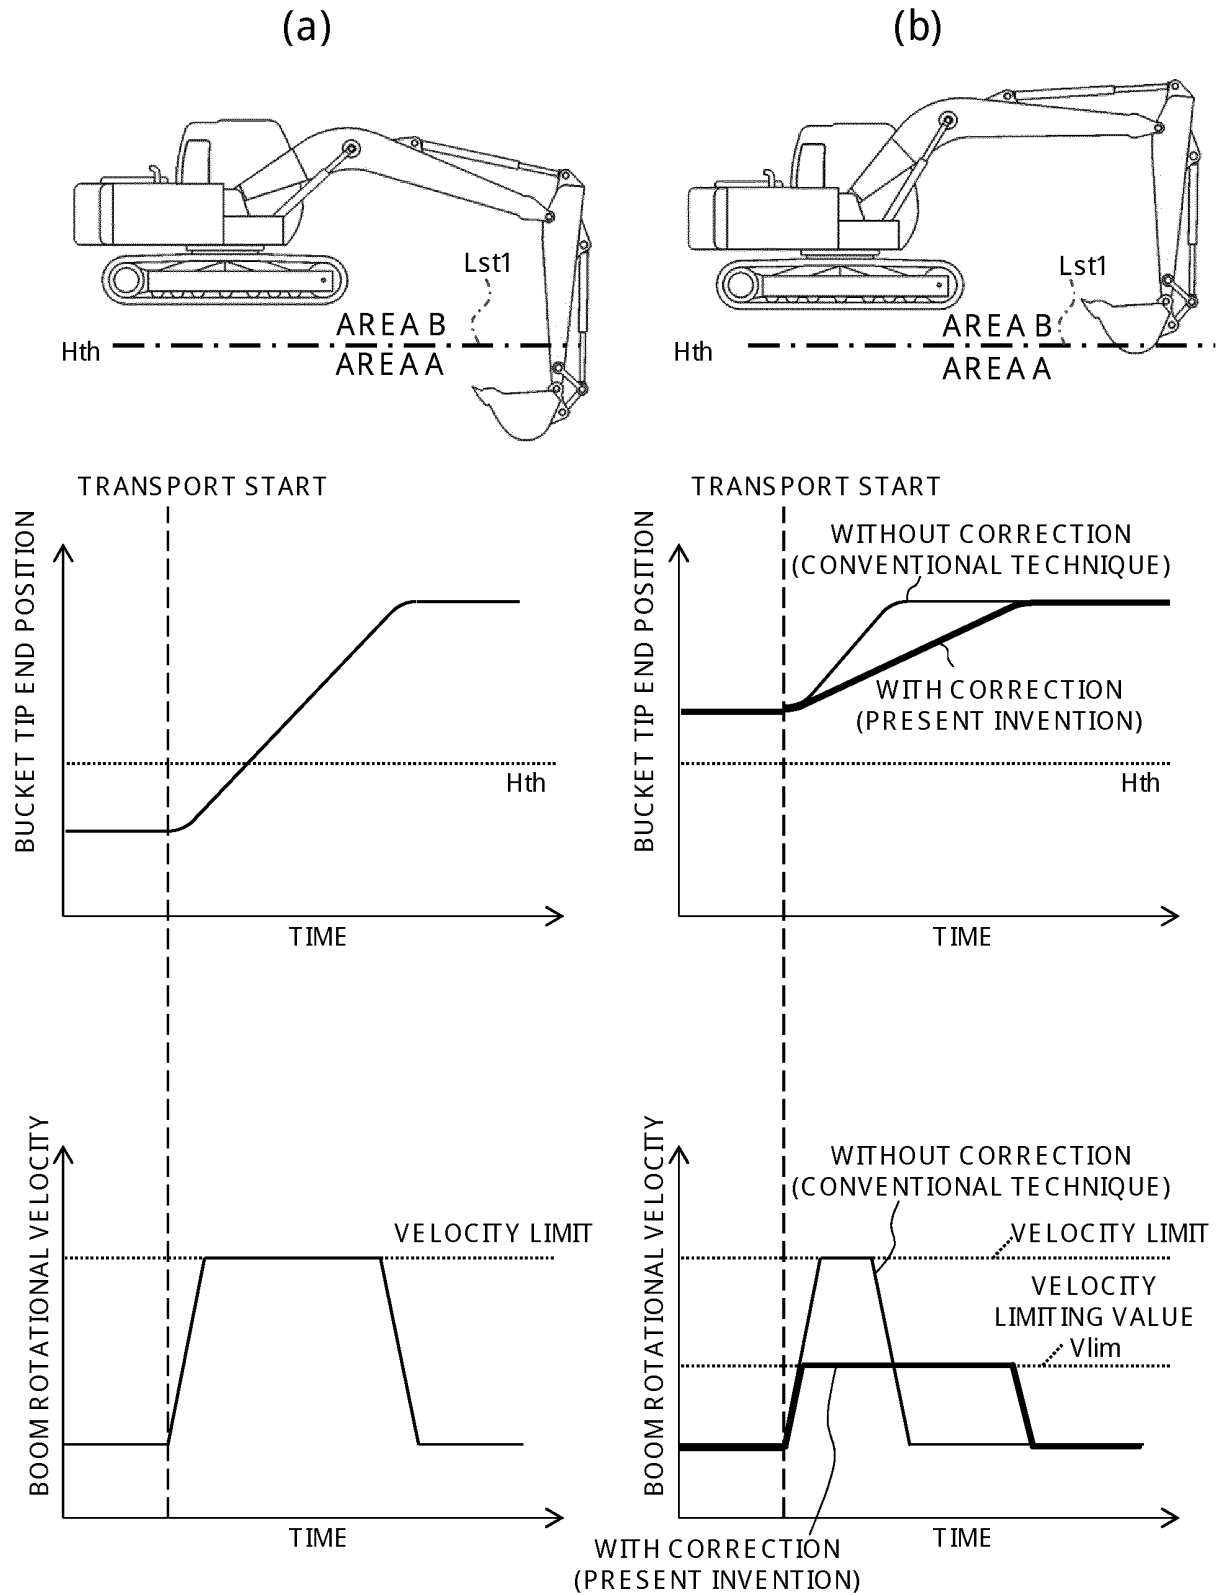 (a)
Lst1
AREA B
Hth
AREA A
TRANSPORT START
BUCKET TIP END POSITION
Hth
TIME
BOOM ROTATIONAL VELOCITY
VELOCITY LIMIT
TIME
(b)
Lst1
AREA B
Hth
AREA A
TRANSPORT START
BUCKET TIP END POSITION
WITHOUT CORRECTION
(CONVENTIONAL TECHNIQUE)
WITH CORRECTION
(PRESENT INVENTION)
Hth
TIME
BOOM ROTATIONAL VELOCITY
WITHOUT CORRECTION
(CONVENTIONAL TECHNIQUE)
VELOCITY LIMIT
VELOCITY
LIMITING VALUE
Vlim
TIME
WITH CORRECTION
(PRESENT INVENTION)